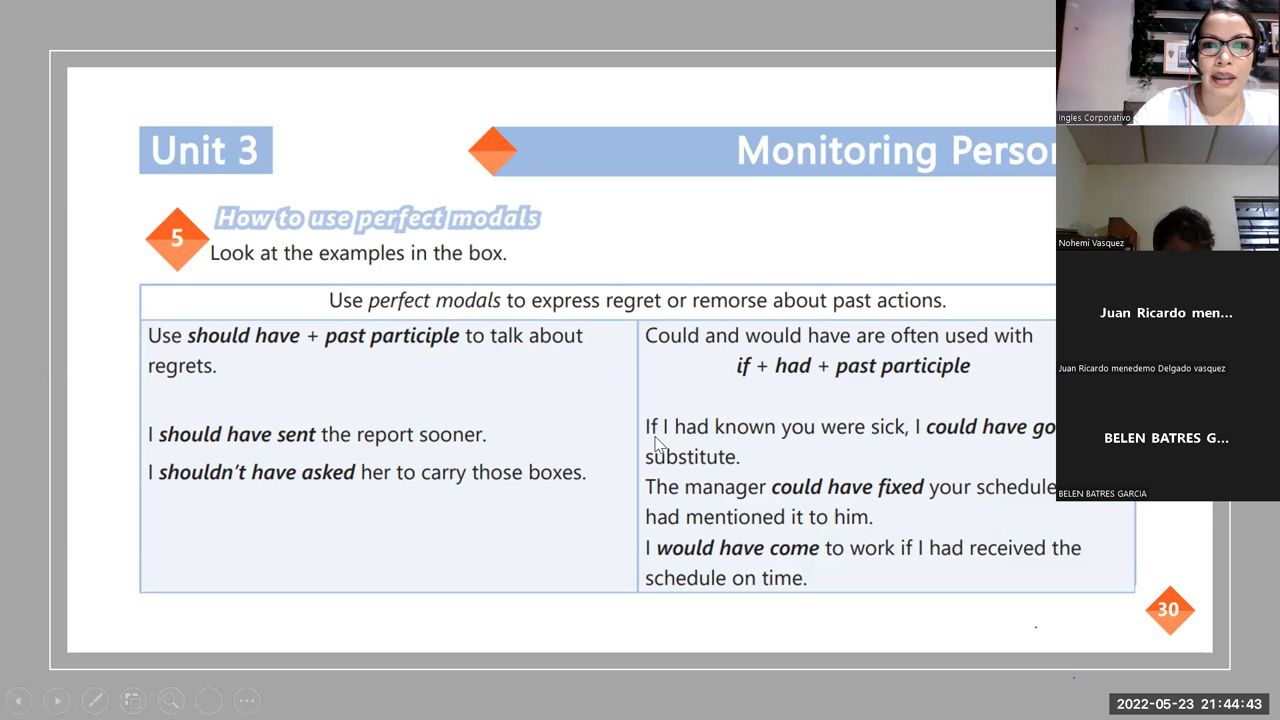 Unit 3
Monitoring
How to use perfect modals
5
Look at the examples in the box.
Use perfect modals to express regret or remorse about past actions.
Use should have + past participle to talk about
regrets.
I should have sent the report sooner.
I shouldn't have asked her to carry those boxes.
Could and would have are often used with
if + had + past participle
If I had known you were sick, I could have
substitute.
The manager could have fixed your schedule
had mentioned it to him.
I would have come to work if I had received the
schedule on time.
30
Ingles Corporativo
Nohemi Vasquez
Juan Ricardo men...
Juan Ricardo menedemo Delgado vasquez
BELEN BATRES G...
BELEN BATRES GARCIA
2022-05-23 21:44:43